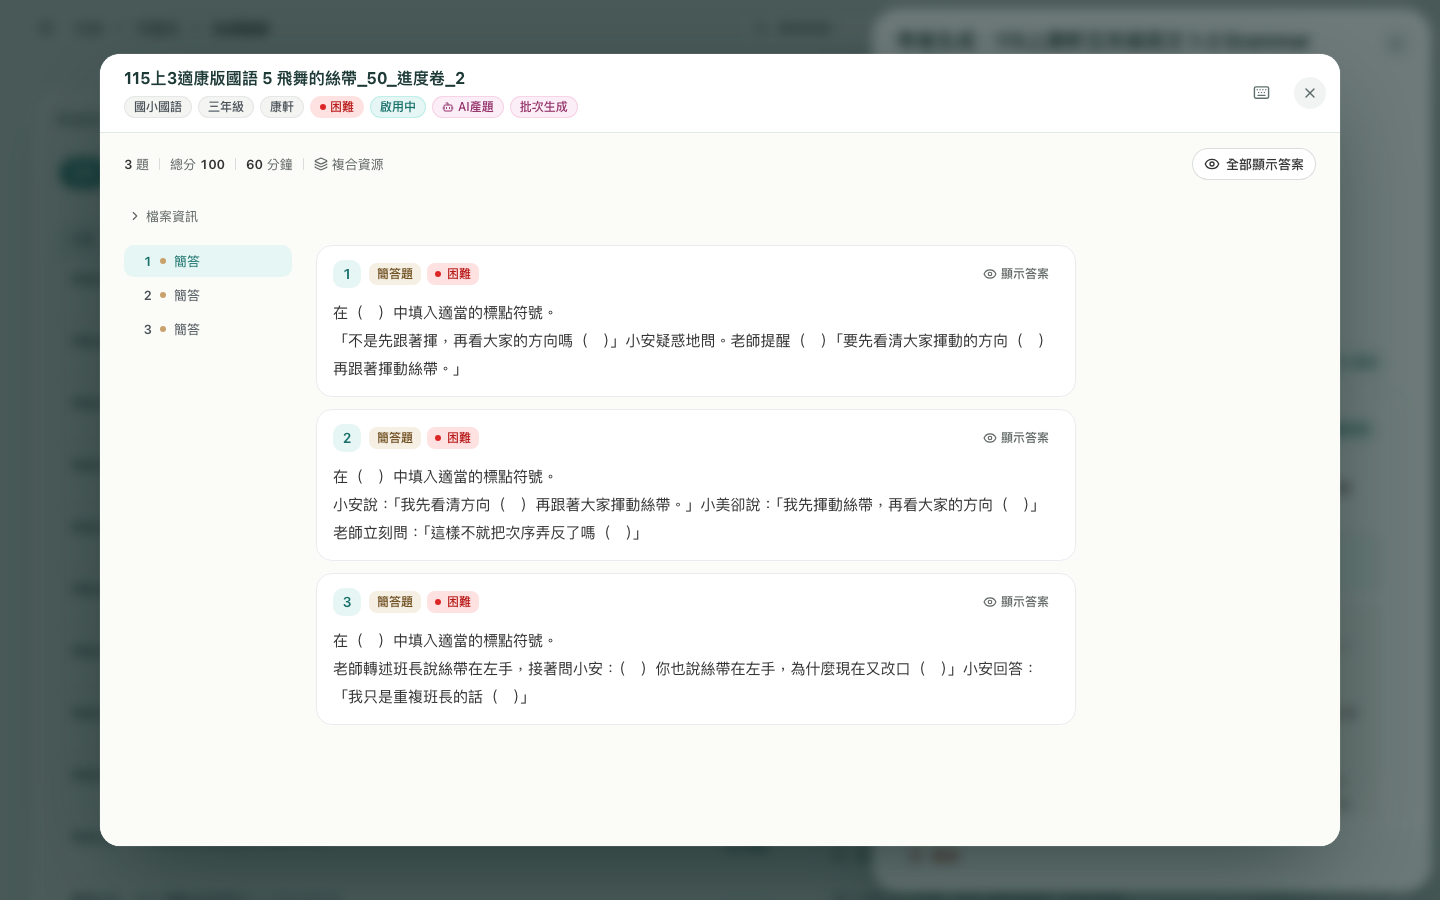 115上3適康版國語 5 飛舞的絲帶_50_進度卷_2
國小國語 三年級 康軒 困難 啟用中 AI產題 批次生成
3 題 總分 100 60 分鐘 複合資源 全部顯示答案
檔案資訊
1 簡答
2 簡答
3 簡答
1 簡答題 困難 顯示答案
在（　）中填入適當的標點符號。
「不是先跟著揮，再看大家的方向嗎（　）」小安疑惑地問。老師提醒（　）「要先看清大家揮動的方向（　）
再跟著揮動絲帶。」
2 簡答題 困難 顯示答案
在（　）中填入適當的標點符號。
小安說：「我先看清方向（　）再跟著大家揮動絲帶。」小美卻說：「我先揮動絲帶，再看大家的方向（　）」
老師立刻問：「這樣不就把次序弄反了嗎（　）」
3 簡答題 困難 顯示答案
在（　）中填入適當的標點符號。
老師轉述班長說絲帶在左手，接著問小安：（　）你也說絲帶在左手，為什麼現在又改口（　）」小安回答：
「我只是重複班長的話（　）」